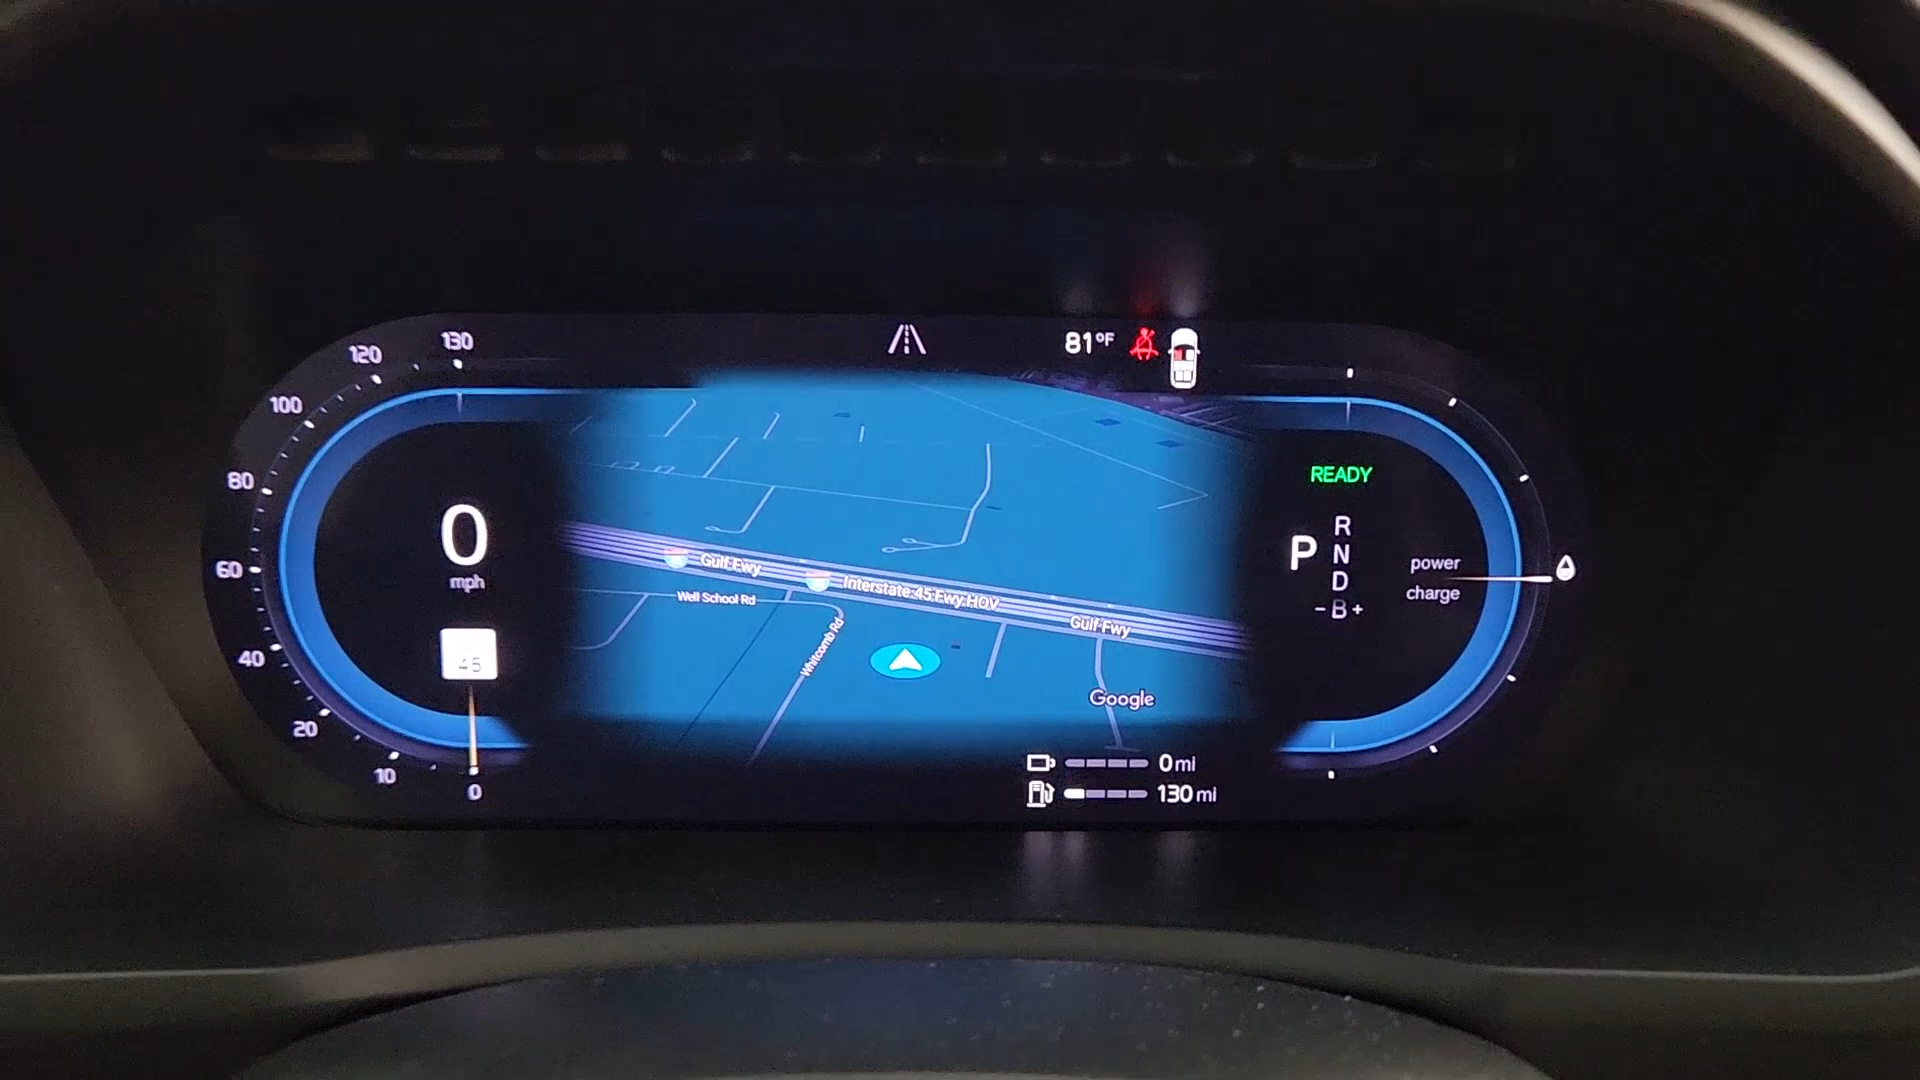 130
120
100
80
60
40
20
10
0
81°F
0
mph
45
READY
P
R
N
D
- B +
power
charge
Gulf Fwy
Interstate 45 Fwy HOV
Gulf Fwy
Well School Rd
Whitcomb Rd
Google
0 mi
130 mi